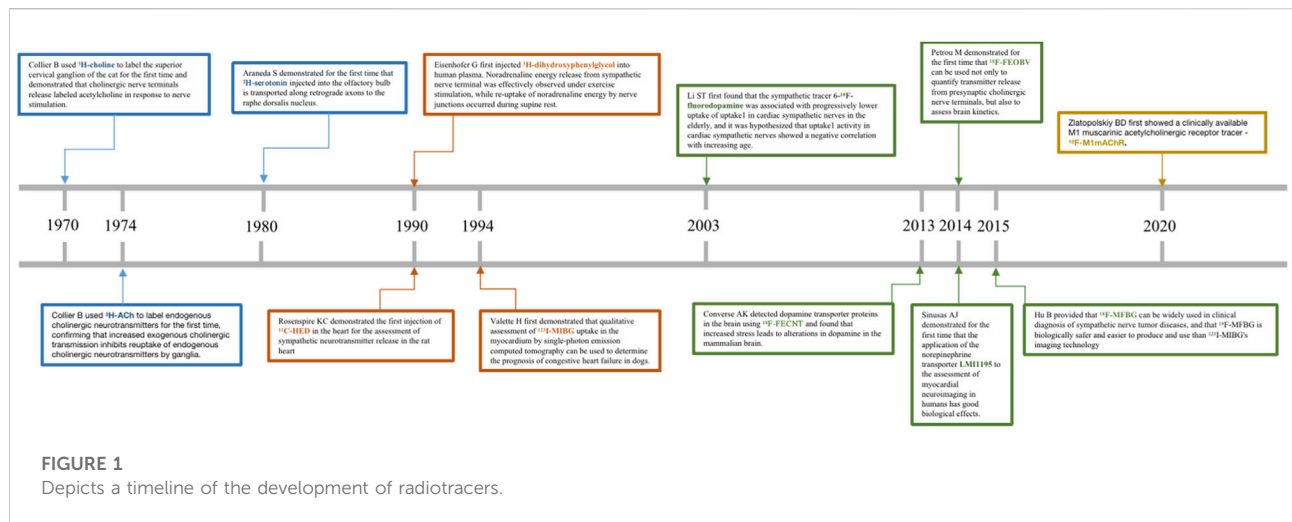 Collier B used ³H-choline to label the superior
cervical ganglion of the cat for the first time and
demonstrated that cholinergic nerve terminals
release labeled acetylcholine in response to nerve
stimulation.
Araneda S demonstrated for the first time that
³H-serotonin injected into the olfactory bulb
is transported along retrograde axons to the
raphe dorsalis nucleus.
Eisenhofer G first injected ³H-dihydroxyphenylglycol into
human plasma. Noradrenaline energy release from sympathetic
nerve terminal was effectively observed under exercise
stimulation, while re-uptake of noradrenaline energy by nerve
junctions occurred during supine rest.
Li ST first found that the sympathetic tracer 6-¹⁸F-
fluorodopamine was associated with progressively lower
uptake of uptake1 in cardiac sympathetic nerves in the
elderly, and it was hypothesized that uptake1 activity in
cardiac sympathetic nerves showed a negative correlation
with increasing age.
Petrou M demonstrated for
the first time that ¹⁸F-FEOBV
can be used not only to
quantify transmitter release
from presynaptic cholinergic
nerve terminals, but also to
assess brain kinetics.
Zlatopolskiy BD first showed a clinically available
M1 muscarinic acetylcholinergic receptor tracer -
¹⁸F-M1mAChR.
1970 1974 1980 1990 1994 2003 2013 2014 2015 2020
Collier B used ³H-ACh to label endogenous
cholinergic neurotransmitters for the first time,
confirming that increased exogenous cholinergic
transmission inhibits reuptake of endogenous
cholinergic neurotransmitters by ganglia.
Rosenspire KC demonstrated the first injection of
¹¹C-HED in the heart for the assessment of
sympathetic neurotransmitter release in the rat
heart
Valette H first demonstrated that qualitative
assessment of ¹²³I-MIBG uptake in the
myocardium by single-photon emission
computed tomography can be used to determine
the prognosis of congestive heart failure in dogs.
Converse AK detected dopamine transporter proteins
in the brain using ¹⁸F-FECNT and found that
increased stress leads to alterations in dopamine in the
mammalian brain.
Sinusas AJ
demonstrated for the
first time that the
application of the
norepinephrine
transporter LMI1195 to
the assessment of
myocardial
neuroimaging in
humans has good
biological effects.
Hu B provided that ¹⁸F-MFBG can be widely used in clinical
diagnosis of sympathetic nerve tumor diseases, and that ¹⁸F-MFBG is
biologically safer and easier to produce and use than ¹²³I-MIBG's
imaging technology
FIGURE 1
Depicts a timeline of the development of radiotracers.